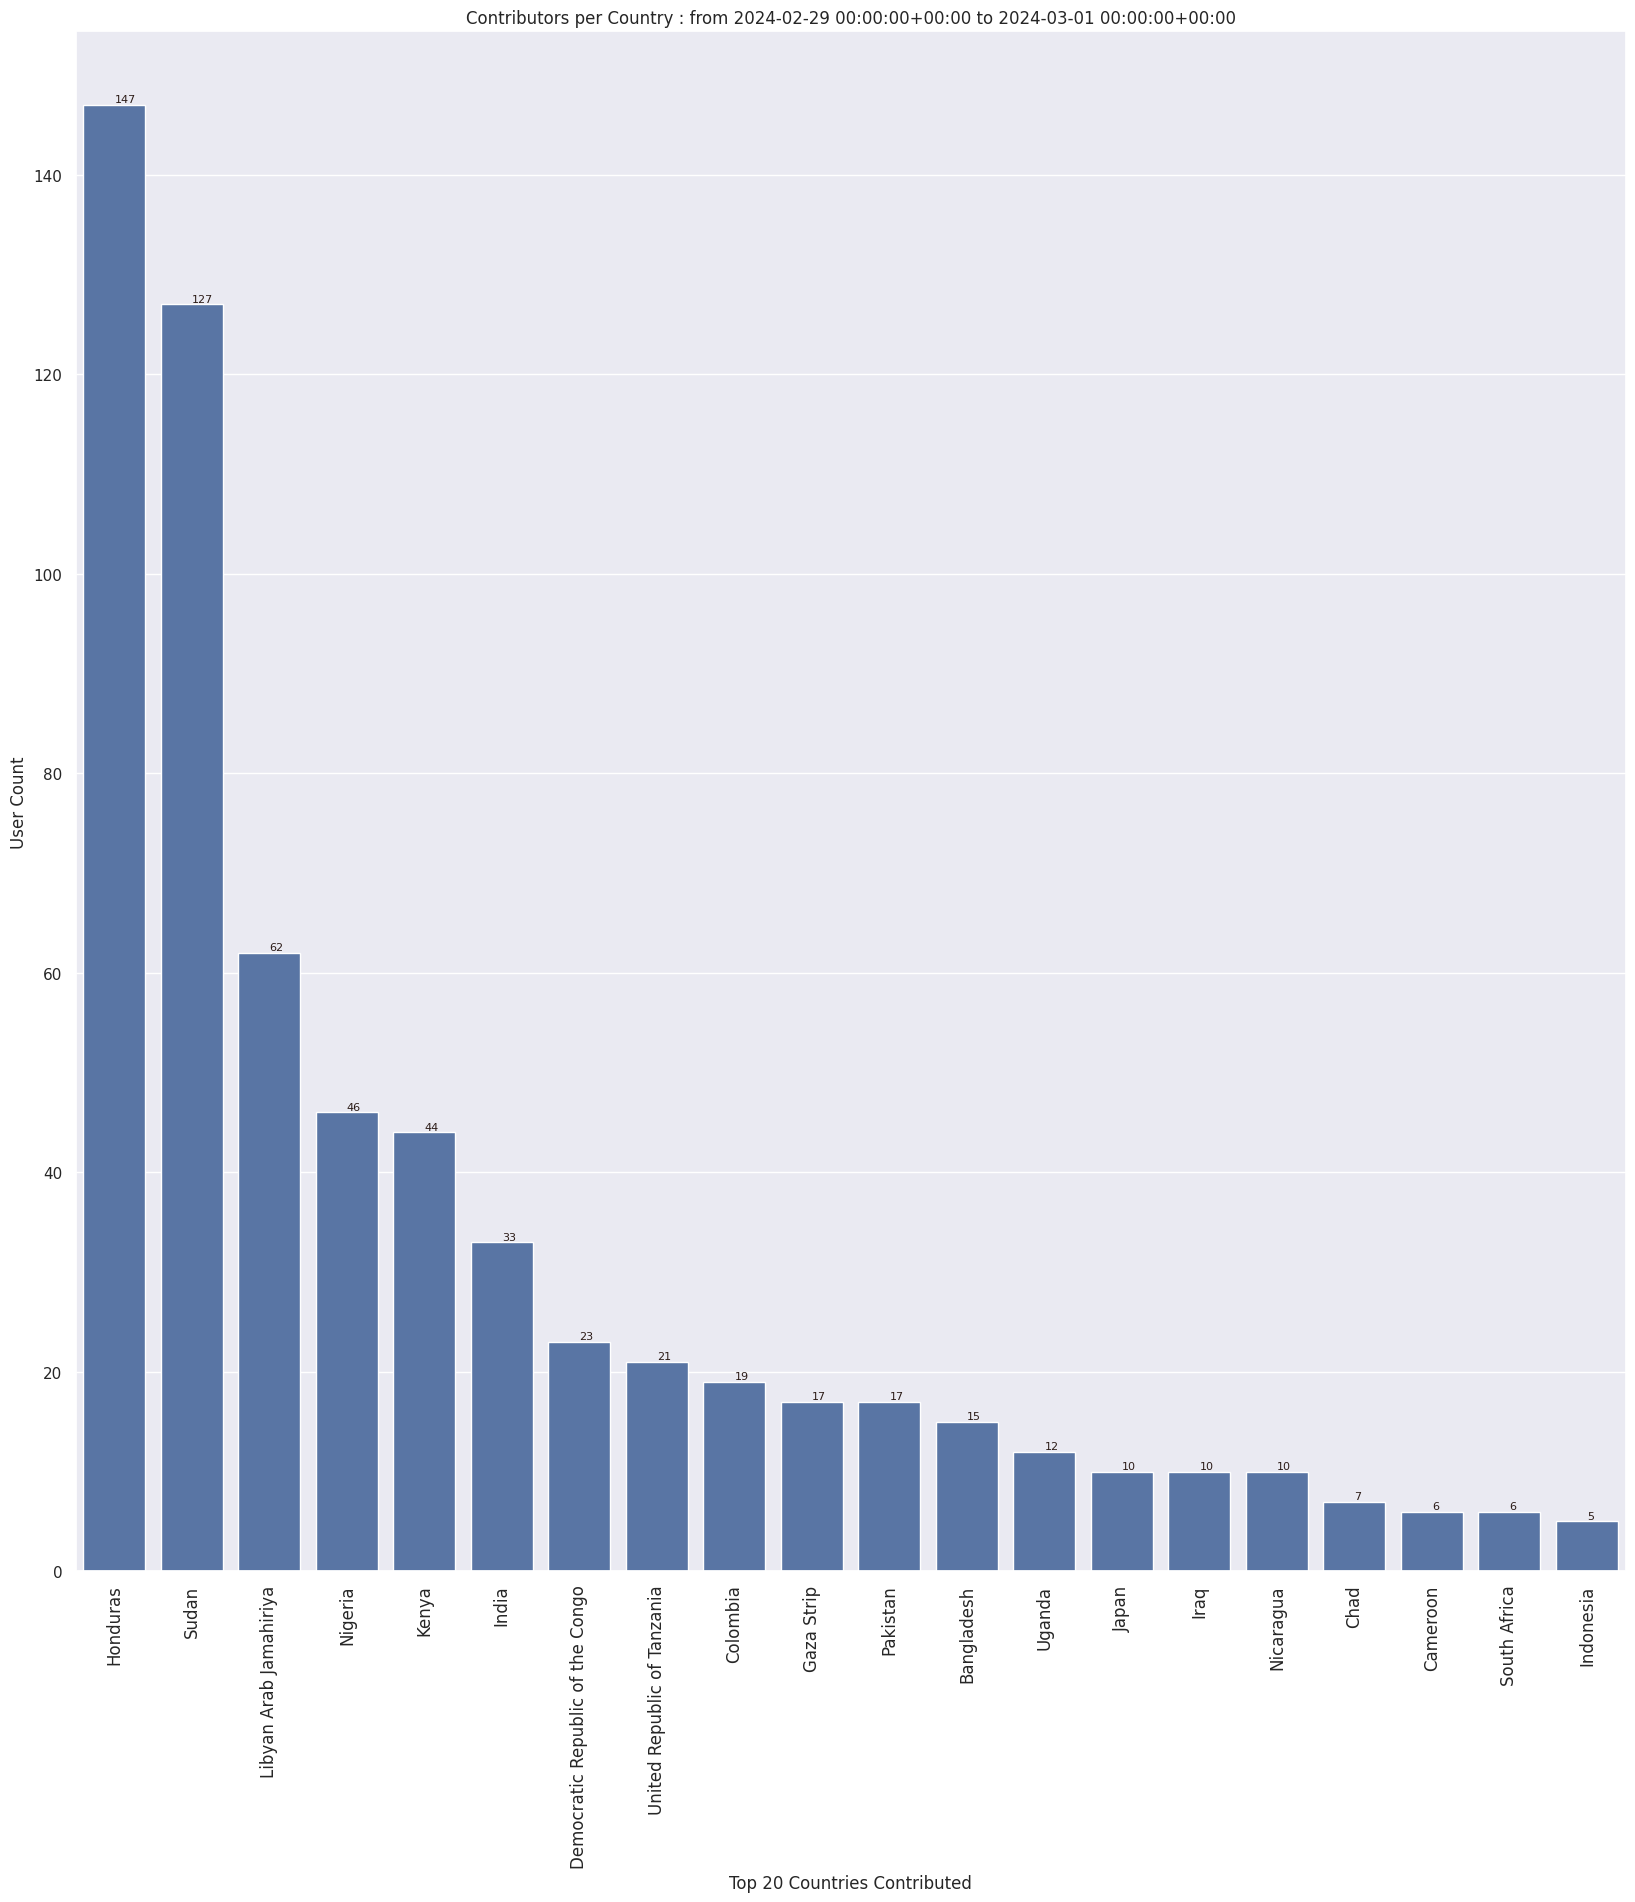 Contributors per Country : from 2024-02-29 00:00:00+00:00 to 2024-03-01 00:00:00+00:00
User Count
140
120
100
80
60
40
20
0
147
127
62
46
44
33
23
21
19
17
17
15
12
10
10
10
7
6
6
5
Honduras
Sudan
Libyan Arab Jamahiriya
Nigeria
Kenya
India
Democratic Republic of the Congo
United Republic of Tanzania
Colombia
Gaza Strip
Pakistan
Bangladesh
Uganda
Japan
Iraq
Nicaragua
Chad
Cameroon
South Africa
Indonesia
Top 20 Countries Contributed